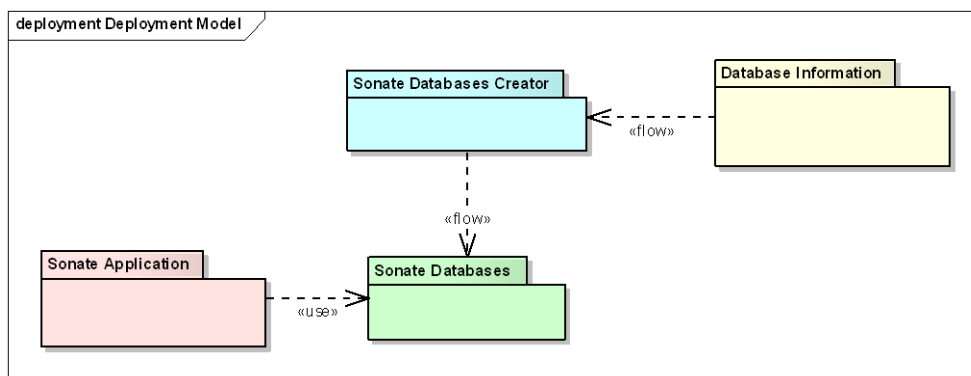 deployment Deployment Model
Sonate Databases Creator
Database Information
«flow»
«flow»
Sonate Application
Sonate Databases
«use»